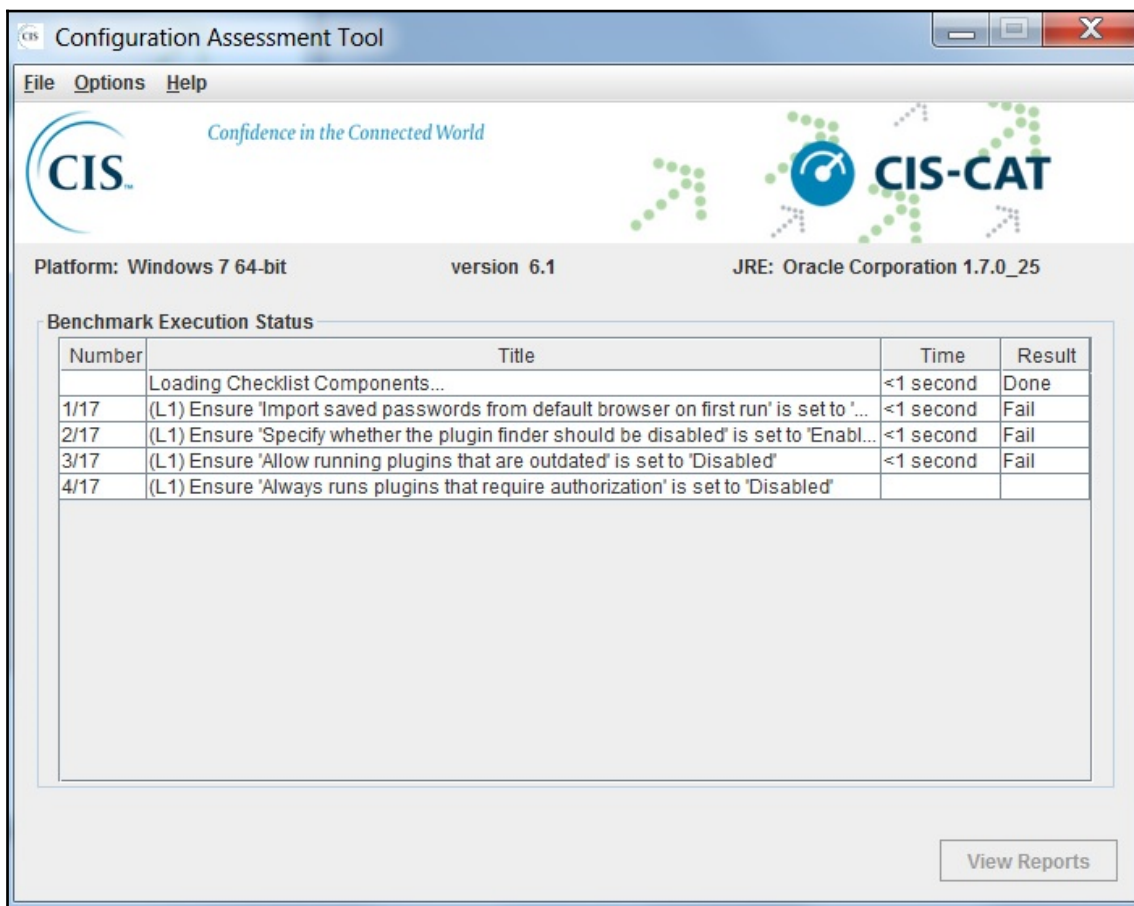 CIS Configuration Assessment Tool
File Options Help
CIS™ Confidence in the Connected World CIS-CAT
Platform: Windows 7 64-bit version 6.1 JRE: Oracle Corporation 1.7.0_25
Benchmark Execution Status
Number Title Time Result
Loading Checklist Components... <1 second Done
1/17 (L1) Ensure 'Import saved passwords from default browser on first run' is set to '... <1 second Fail
2/17 (L1) Ensure 'Specify whether the plugin finder should be disabled' is set to 'Enabl... <1 second Fail
3/17 (L1) Ensure 'Allow running plugins that are outdated' is set to 'Disabled' <1 second Fail
4/17 (L1) Ensure 'Always runs plugins that require authorization' is set to 'Disabled'
View Reports